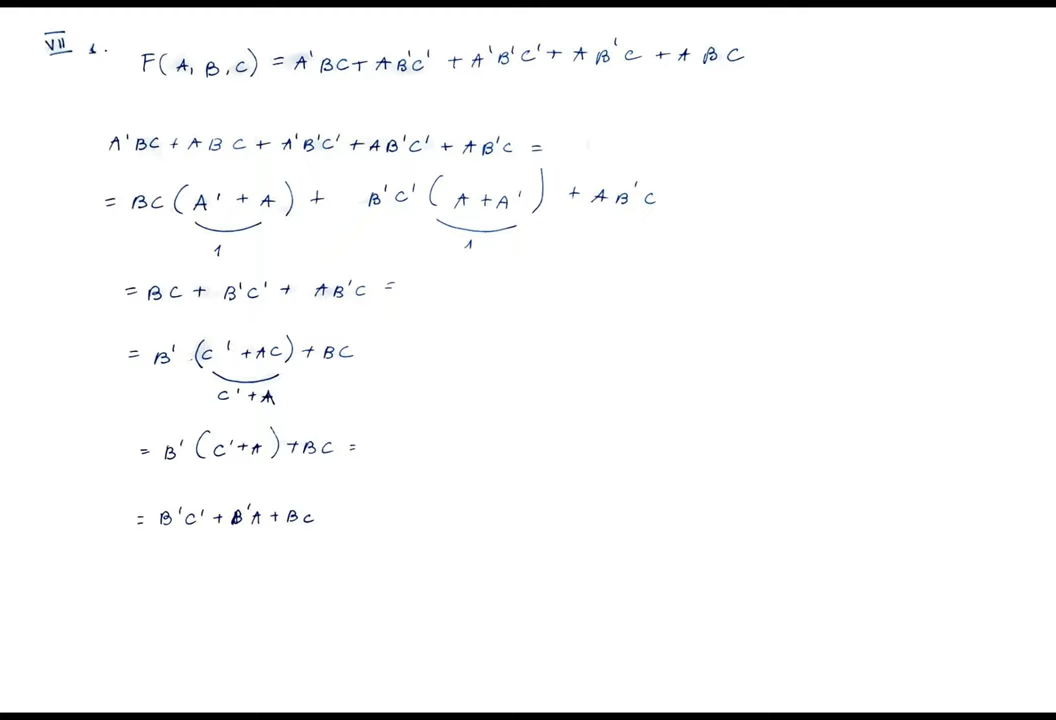 VII 1. F(A, B, C) = A'BC + AB'C' + A'B'C' + AB'C + ABC
A'BC + ABC + A'B'C' + AB'C' + AB'C =
= BC(A' + A) + B'C'(A + A') + AB'C
1 1
= BC + B'C' + AB'C =
= B'(C' + AC) + BC
C' + A
= B'(C' + A) + BC =
= B'C' + B'A + BC